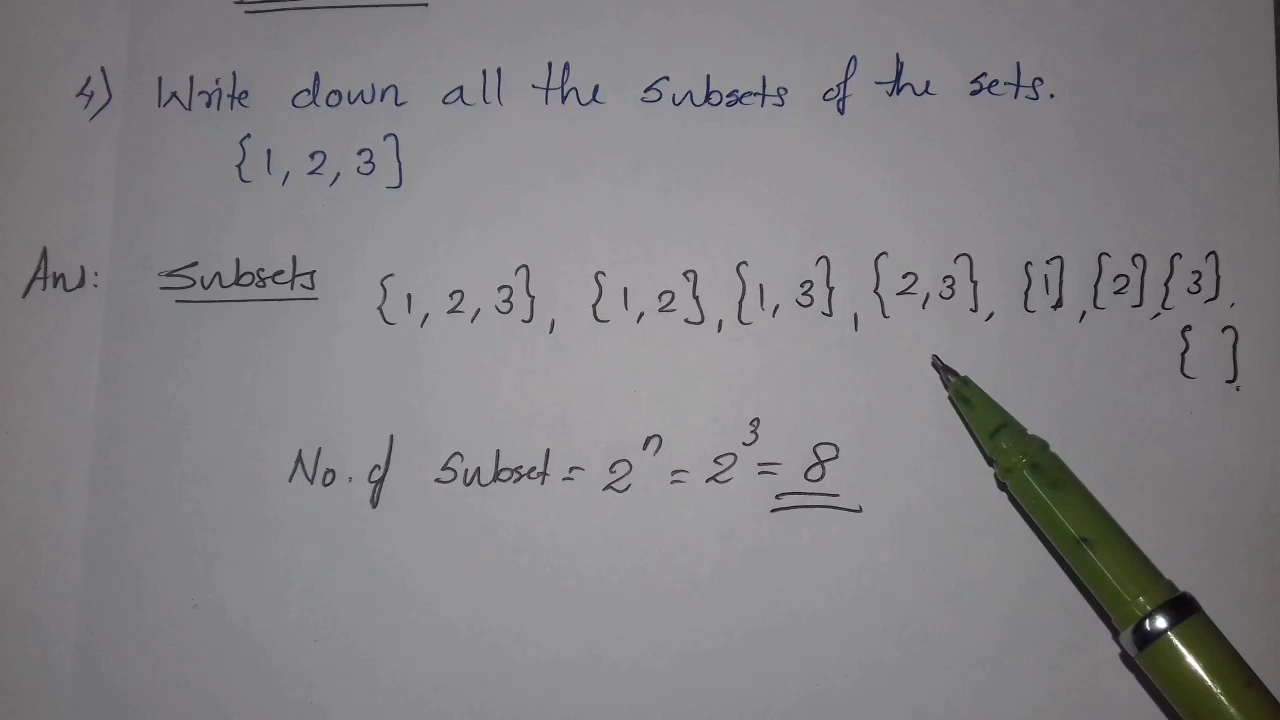 4) Write down all the subsets of the sets.
{1, 2, 3}
Ans: Subsets {1, 2, 3}, {1, 2}, {1, 3}, {2, 3}, {1}, {2}, {3},
{ }.
No. of Subset = 2ⁿ = 2³ = 8